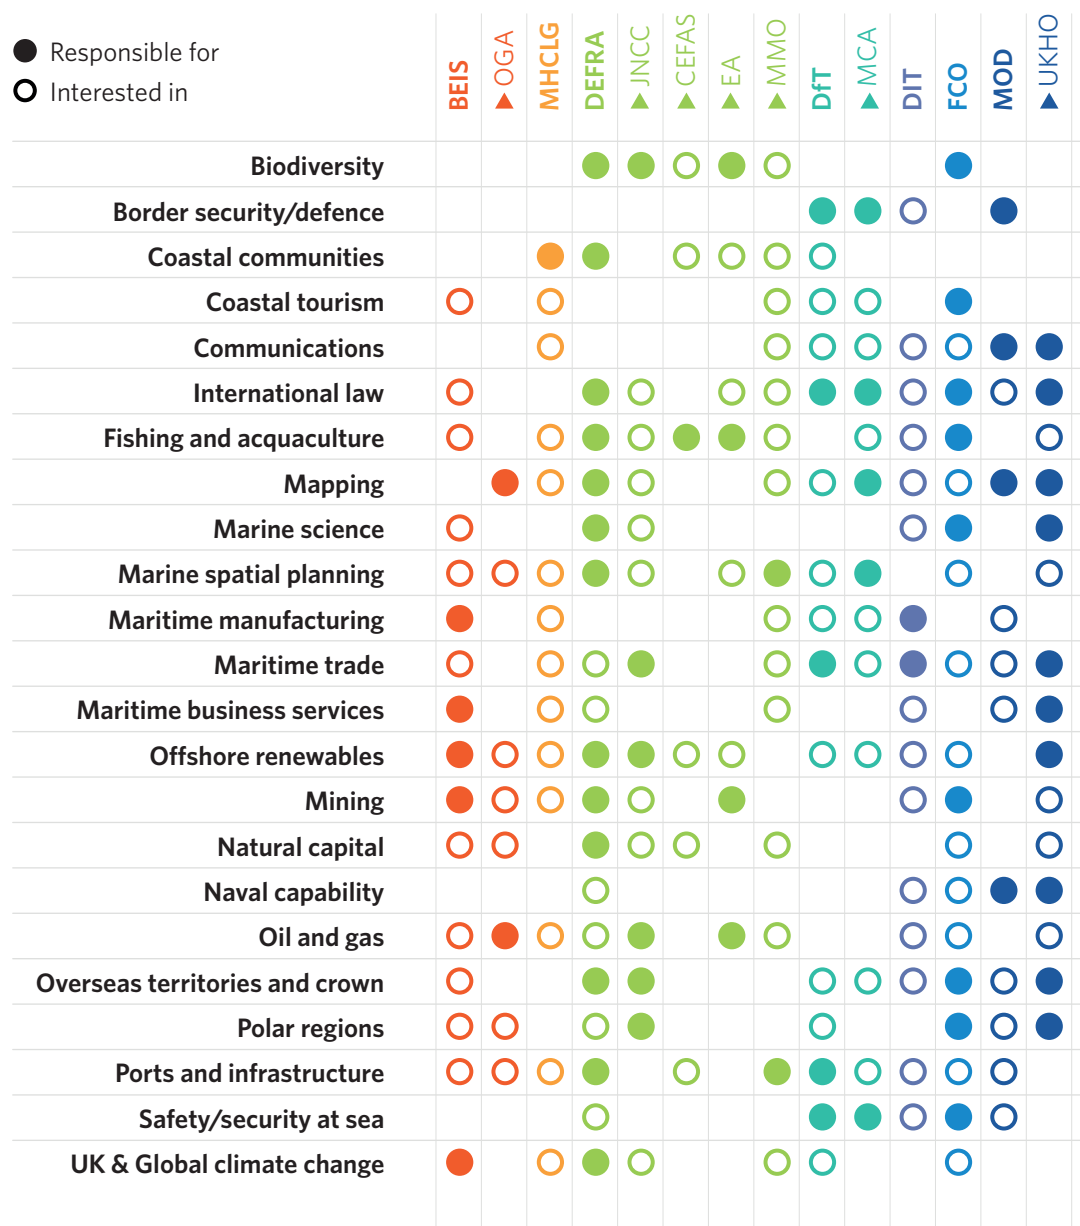 Responsible for
Interested in
BEIS
OGA
MHCLG
DEFRA
JNCC
CEFAS
EA
MMO
DfT
MCA
DIT
FCO
MOD
UKHO
Biodiversity
Border security/defence
Coastal communities
Coastal tourism
Communications
International law
Fishing and acquaculture
Mapping
Marine science
Marine spatial planning
Maritime manufacturing
Maritime trade
Maritime business services
Offshore renewables
Mining
Natural capital
Naval capability
Oil and gas
Overseas territories and crown
Polar regions
Ports and infrastructure
Safety/security at sea
UK & Global climate change